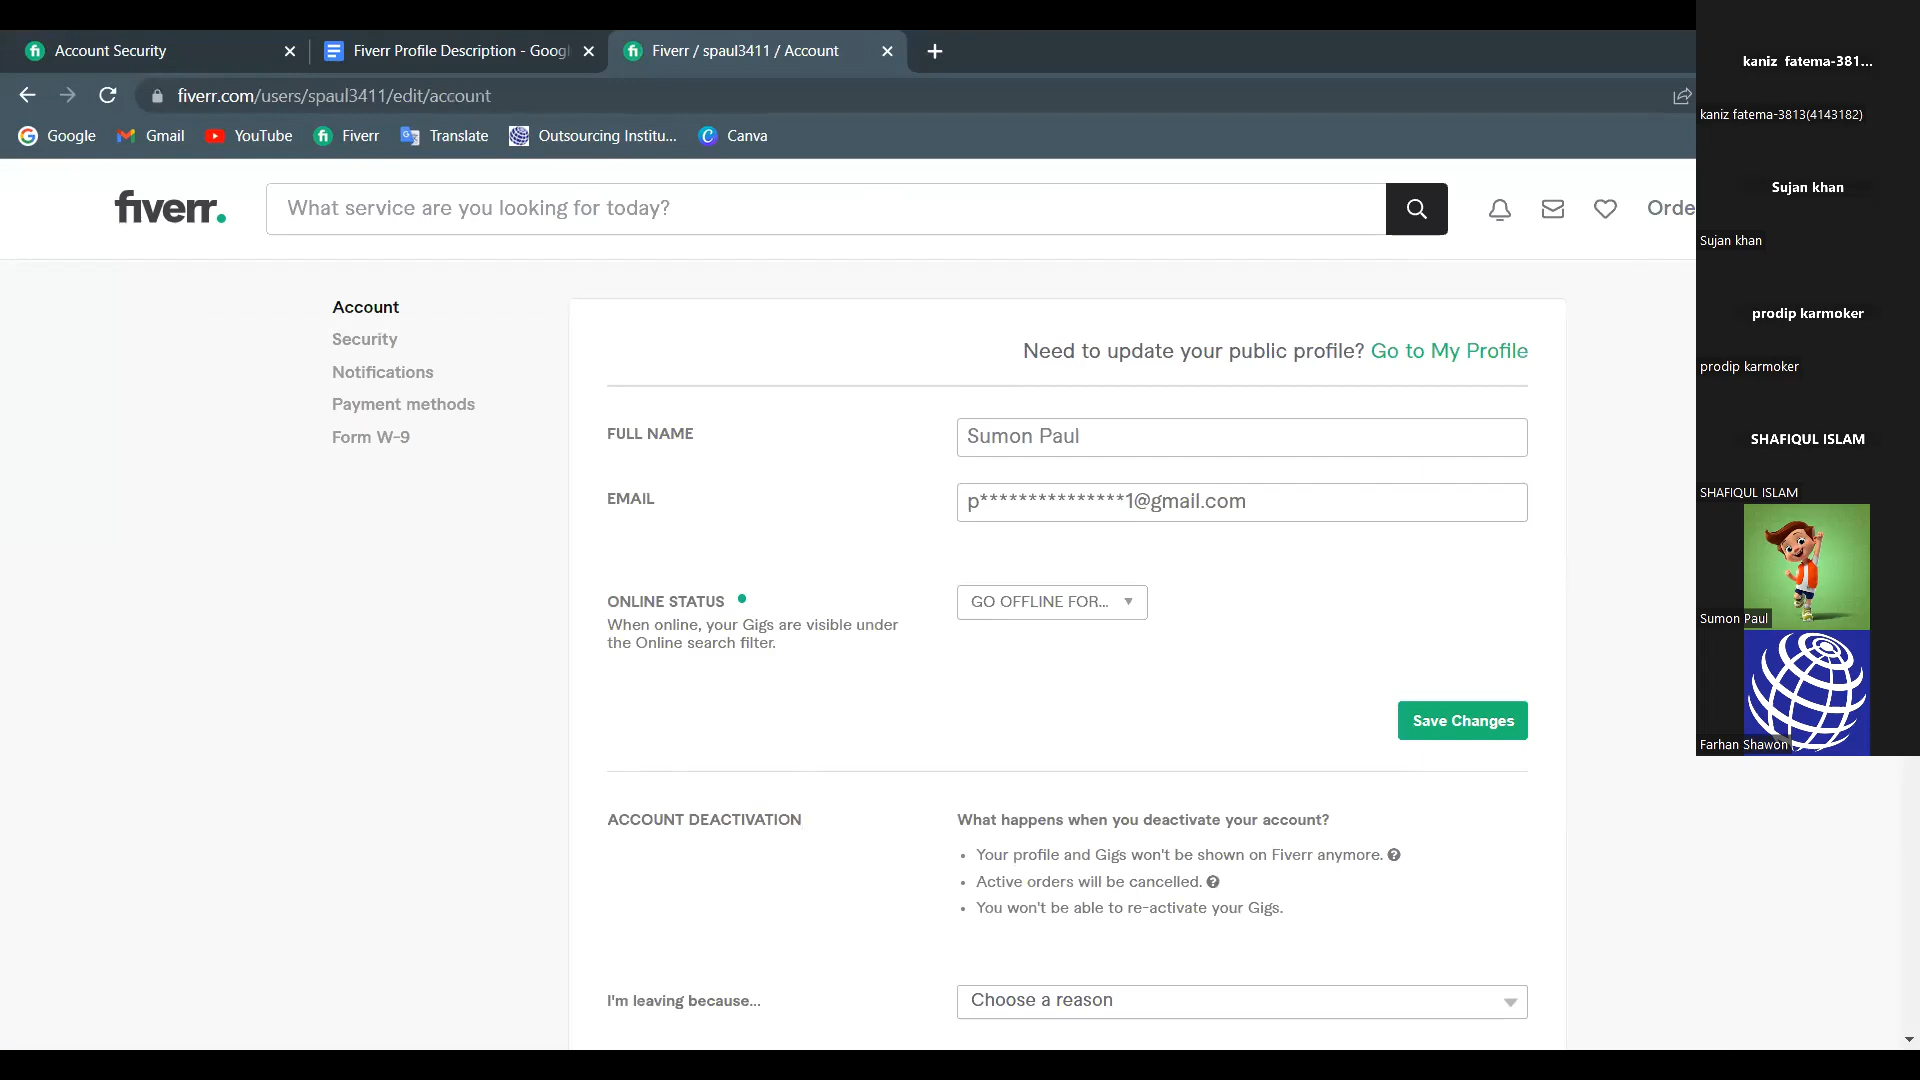 Account Security
Fiverr Profile Description - Goog
Fiverr / spaul3411 / Account
fiverr.com/users/spaul3411/edit/account
Google
Gmail
YouTube
Fiverr
Translate
Outsourcing Institu...
Canva
fiverr.
What service are you looking for today?
Orde
Account
Security
Notifications
Payment methods
Form W-9
Need to update your public profile? Go to My Profile
FULL NAME
Sumon Paul
EMAIL
p***************1@gmail.com
ONLINE STATUS
When online, your Gigs are visible under
the Online search filter.
GO OFFLINE FOR...
Save Changes
ACCOUNT DEACTIVATION
What happens when you deactivate your account?
• Your profile and Gigs won't be shown on Fiverr anymore.
• Active orders will be cancelled.
• You won't be able to re-activate your Gigs.
I'm leaving because...
Choose a reason
kaniz fatema-381...
kaniz fatema-3813(4143182)
Sujan khan
Sujan khan
prodip karmoker
prodip karmoker
SHAFIQUL ISLAM
SHAFIQUL ISLAM
Sumon Paul
Farhan Shawon